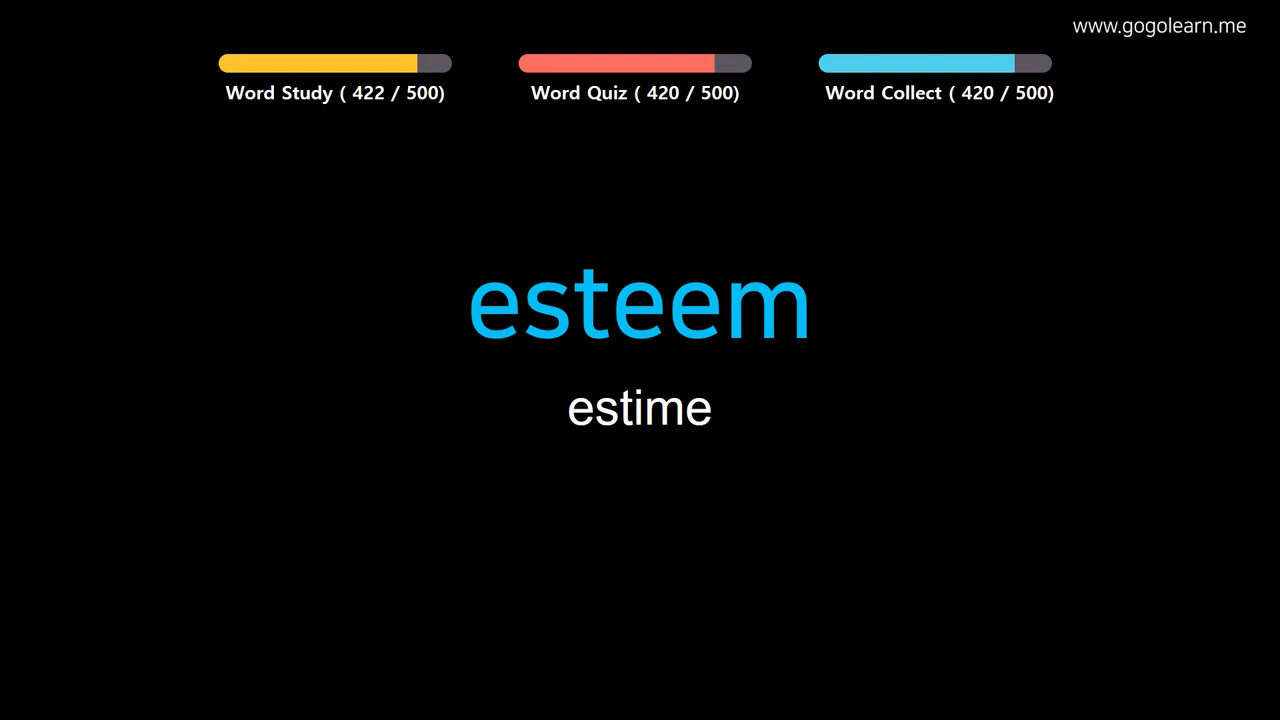 www.gogolearn.me
Word Study ( 422 / 500)
Word Quiz ( 420 / 500)
Word Collect ( 420 / 500)
esteem
estime